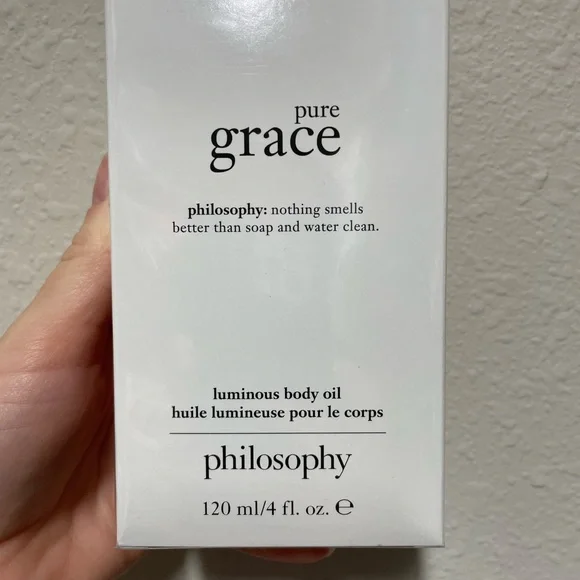 pure
grace
philosophy: nothing smells
better than soap and water clean.
luminous body oil
huile lumineuse pour le corps
philosophy
120 ml/4 fl. oz. ℮